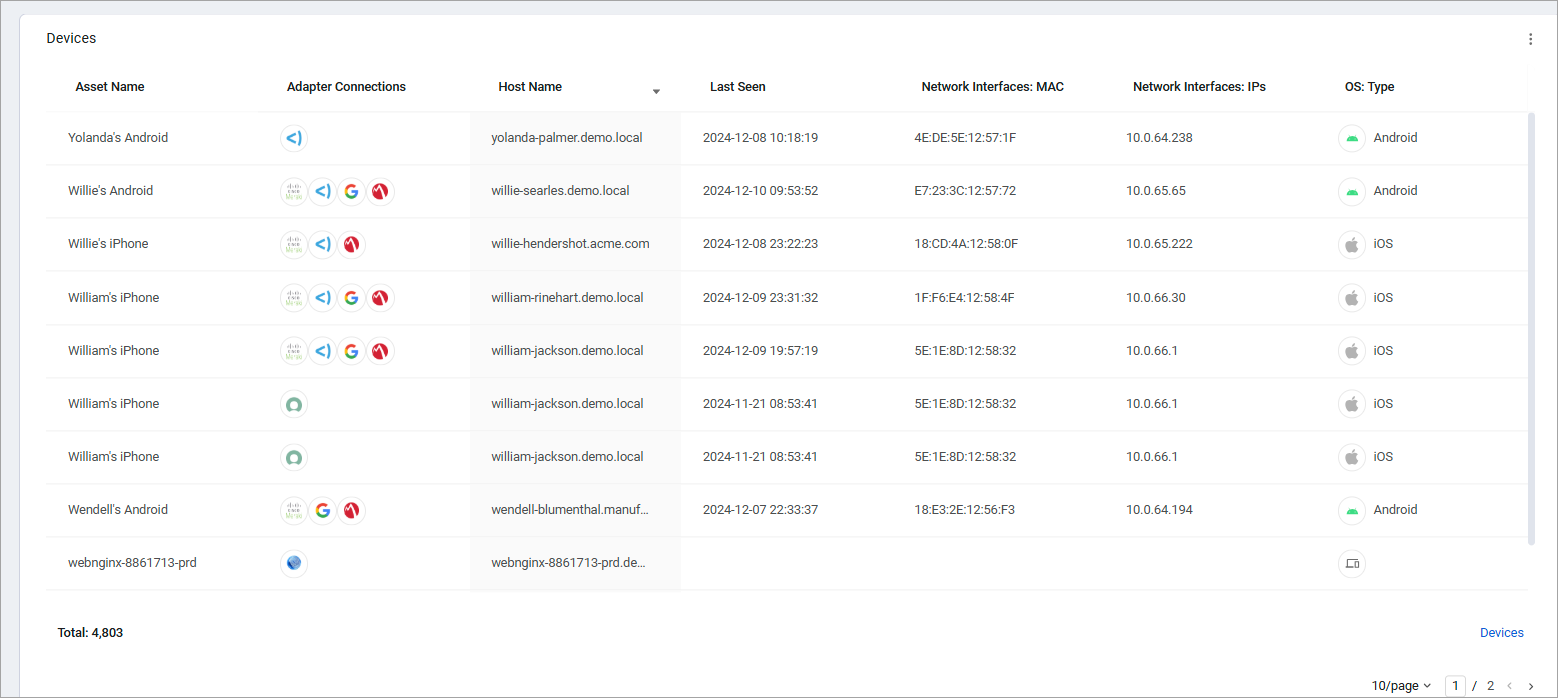 Devices
Asset Name Adapter Connections Host Name Last Seen Network Interfaces: MAC Network Interfaces: IPs OS: Type
Yolanda's Android yolanda-palmer.demo.local 2024-12-08 10:18:19 4E:DE:5E:12:57:1F 10.0.64.238 Android
Willie's Android willie-searles.demo.local 2024-12-10 09:53:52 E7:23:3C:12:57:72 10.0.65.65 Android
Willie's iPhone willie-hendershot.acme.com 2024-12-08 23:22:23 18:CD:4A:12:58:0F 10.0.65.222 iOS
William's iPhone william-rinehart.demo.local 2024-12-09 23:31:32 1F:F6:E4:12:58:4F 10.0.66.30 iOS
William's iPhone william-jackson.demo.local 2024-12-09 19:57:19 5E:1E:8D:12:58:32 10.0.66.1 iOS
William's iPhone william-jackson.demo.local 2024-11-21 08:53:41 5E:1E:8D:12:58:32 10.0.66.1 iOS
William's iPhone william-jackson.demo.local 2024-11-21 08:53:41 5E:1E:8D:12:58:32 10.0.66.1 iOS
Wendell's Android wendell-blumenthal.manuf... 2024-12-07 22:33:37 18:E3:2E:12:56:F3 10.0.64.194 Android
webnginx-8861713-prd webnginx-8861713-prd.de...
Total: 4,803 Devices
10/page 1 / 2